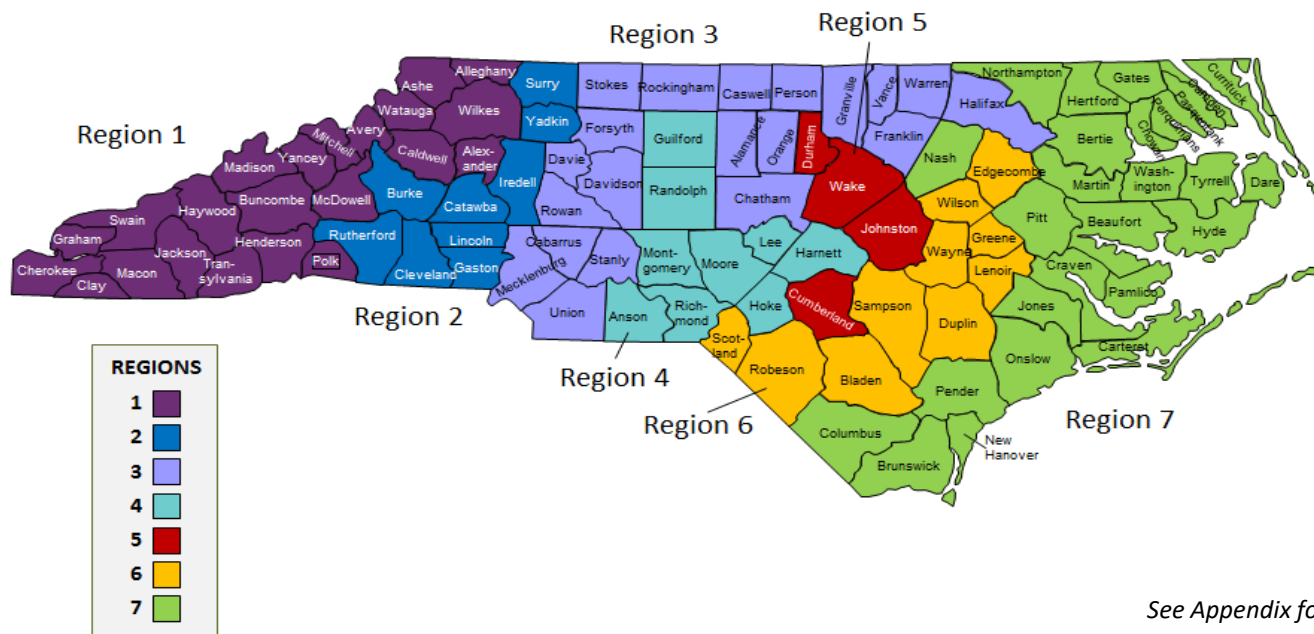 Region 3
Region 5
Region 1
Region 2
Region 4
Region 6
Region 7
Ashe
Alleghany
Surry
Stokes
Rockingham
Caswell
Person
Granville
Vance
Warren
Northampton
Gates
Currituck
Camden
Pasquotank
Perquimans
Chowan
Hertford
Halifax
Watauga
Wilkes
Yadkin
Forsyth
Guilford
Alamance
Orange
Durham
Franklin
Nash
Edgecombe
Bertie
Mitchell
Avery
Caldwell
Alex-
ander
Iredell
Davie
Davidson
Randolph
Chatham
Wake
Wilson
Martin
Wash-
ington
Tyrrell
Dare
Madison
Yancey
Burke
Catawba
Rowan
Buncombe
McDowell
Haywood
Swain
Graham
Jackson
Henderson
Rutherford
Lincoln
Cleveland
Gaston
Polk
Cherokee
Clay
Macon
Tran-
sylvania
Mecklenburg
Cabarrus
Stanly
Union
Anson
Mont-
gomery
Moore
Lee
Harnett
Rich-
mond
Hoke
Scot-
land
Cumberland
Johnston
Sampson
Wayne
Greene
Lenoir
Duplin
Pitt
Beaufort
Hyde
Craven
Pamlico
Jones
Carteret
Onslow
Robeson
Bladen
Pender
Columbus
Brunswick
New
Hanover
REGIONS
1
2
3
4
5
6
7
See Appendix fo